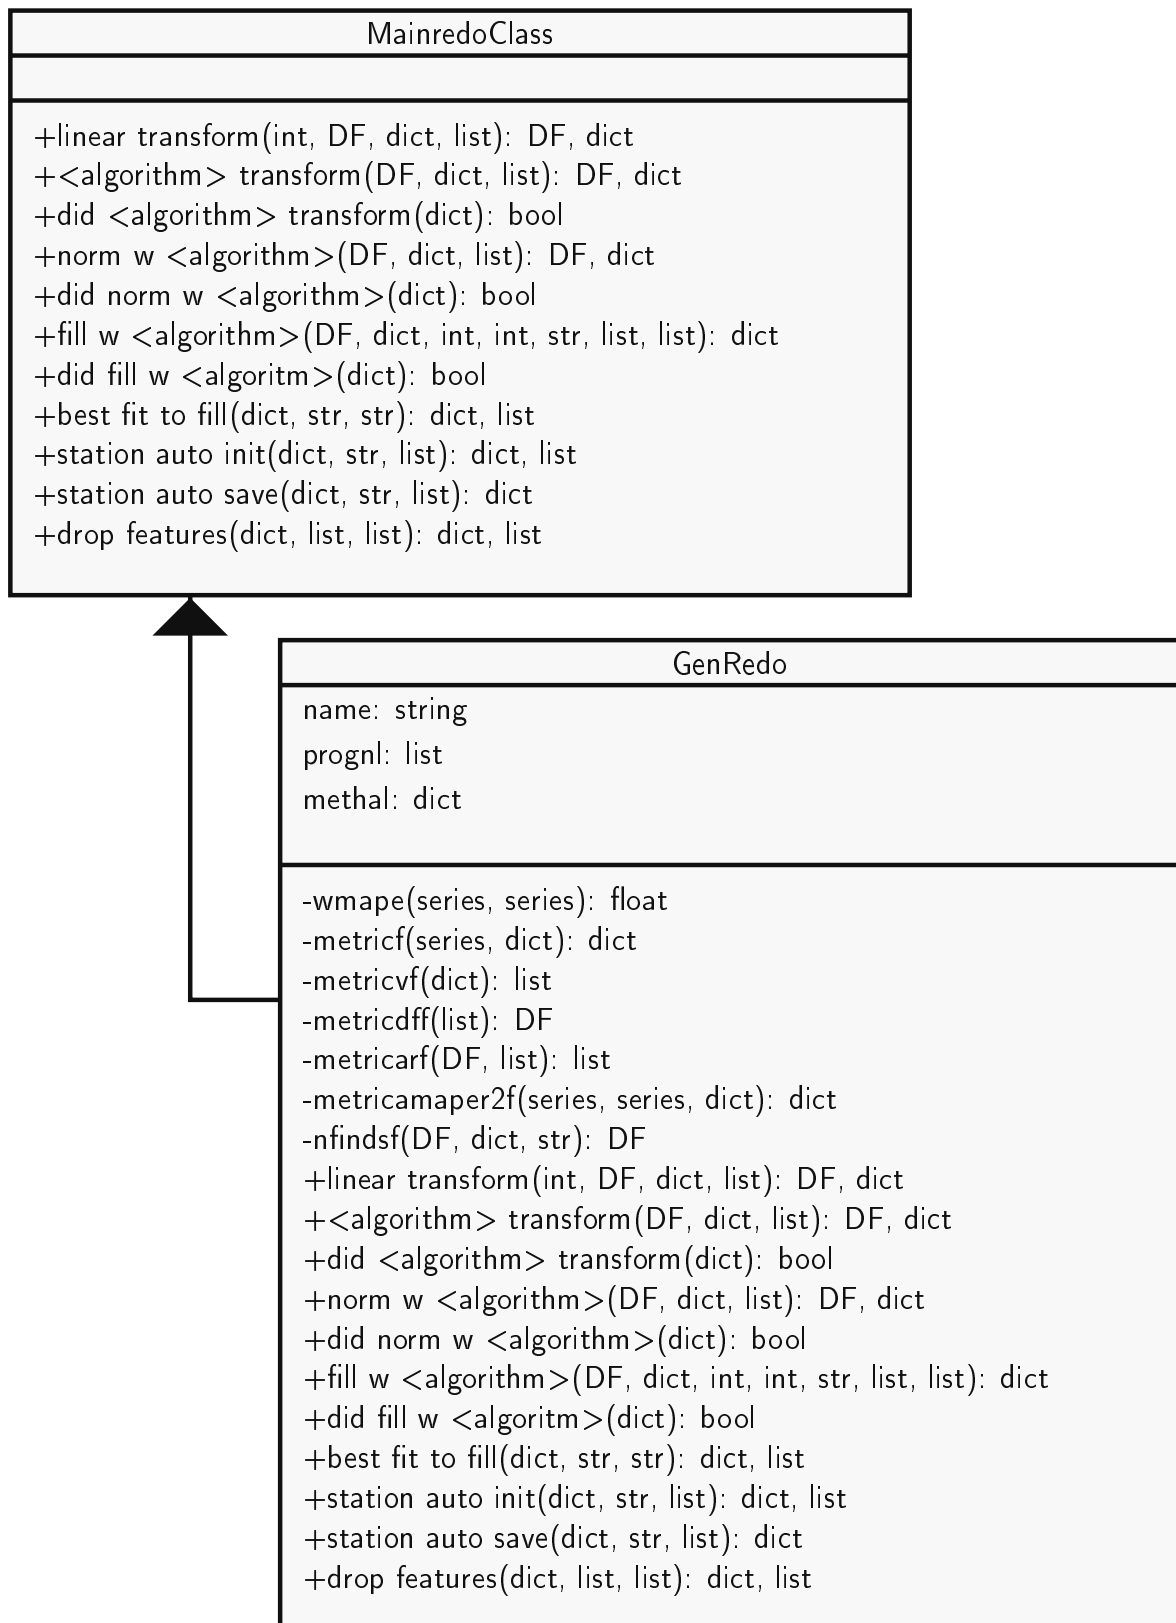 MainredoClass
+linear transform(int, DF, dict, list): DF, dict
+<algorithm> transform(DF, dict, list): DF, dict
+did <algorithm> transform(dict): bool
+norm w <algorithm>(DF, dict, list): DF, dict
+did norm w <algorithm>(dict): bool
+fill w <algorithm>(DF, dict, int, int, str, list, list): dict
+did fill w <algoritm>(dict): bool
+best fit to fill(dict, str, str): dict, list
+station auto init(dict, str, list): dict, list
+station auto save(dict, str, list): dict
+drop features(dict, list, list): dict, list
GenRedo
name: string
prognl: list
methal: dict
-wmape(series, series): float
-metricf(series, dict): dict
-metricvf(dict): list
-metricdff(list): DF
-metricarf(DF, list): list
-metricamaper2f(series, series, dict): dict
-nfindsf(DF, dict, str): DF
+linear transform(int, DF, dict, list): DF, dict
+<algorithm> transform(DF, dict, list): DF, dict
+did <algorithm> transform(dict): bool
+norm w <algorithm>(DF, dict, list): DF, dict
+did norm w <algorithm>(dict): bool
+fill w <algorithm>(DF, dict, int, int, str, list, list): dict
+did fill w <algoritm>(dict): bool
+best fit to fill(dict, str, str): dict, list
+station auto init(dict, str, list): dict, list
+station auto save(dict, str, list): dict
+drop features(dict, list, list): dict, list